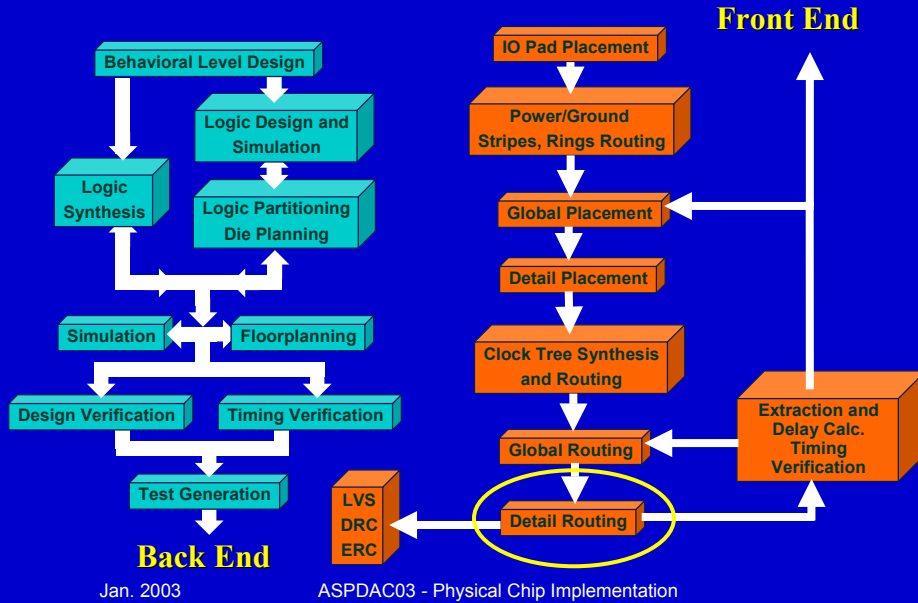 Front End
Behavioral Level Design
Logic Design and
Simulation
Logic
Synthesis
Logic Partitioning
Die Planning
Simulation
Floorplanning
Design Verification
Timing Verification
Test Generation
Back End
IO Pad Placement
Power/Ground
Stripes, Rings Routing
Global Placement
Detail Placement
Clock Tree Synthesis
and Routing
Global Routing
Detail Routing
Extraction and
Delay Calc.
Timing
Verification
LVS
DRC
ERC
Jan. 2003
ASPDAC03 - Physical Chip Implementation